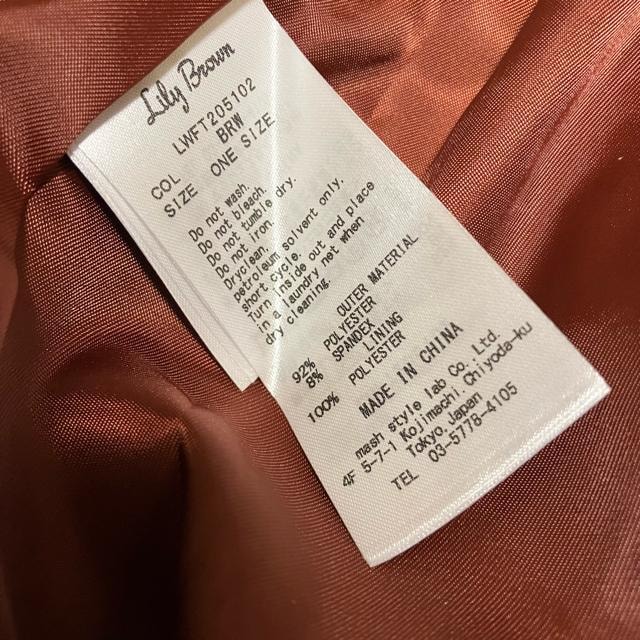 Lily Brown
LWFT205102
COL BRW
SIZE ONE SIZE
Do not wash.
Do not bleach.
Do not tumble dry.
Do not iron.
Dryclean
petroleum solvent only.
short cycle.
Turn inside out and place
in a laundry net when
dry cleaning.
OUTER MATERIAL
92% POLYESTER
8% SPANDEX
LINING
100% POLYESTER
MADE IN CHINA
mash style lab Co., Ltd.
4F 5-7-1 Kojimachi Chiyoda-ku
Tokyo, Japan
TEL 03-5778-4105